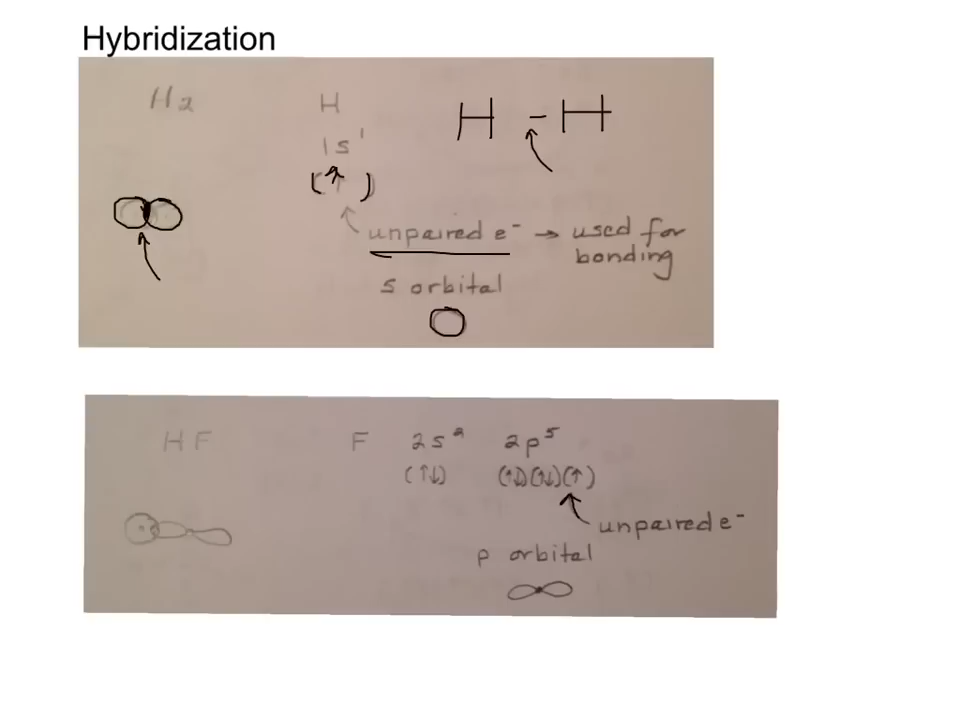 Hybridization
H2 H H - H
1s¹
(↑ )
unpaired e⁻ → used for
bonding
s orbital
HF F 2s² 2p⁵
(↑↓) (↑↓)(↑↓)(↑ )
unpaired e⁻
p orbital